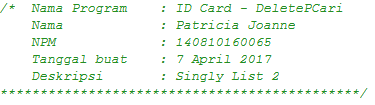 /*  Nama Program    : ID Card - DeletePCari
    Nama            : Patricia Joanne
    NPM             : 140810160065
    Tanggal buat    : 7 April 2017
    Deskripsi       : Singly List 2
*********************************************/